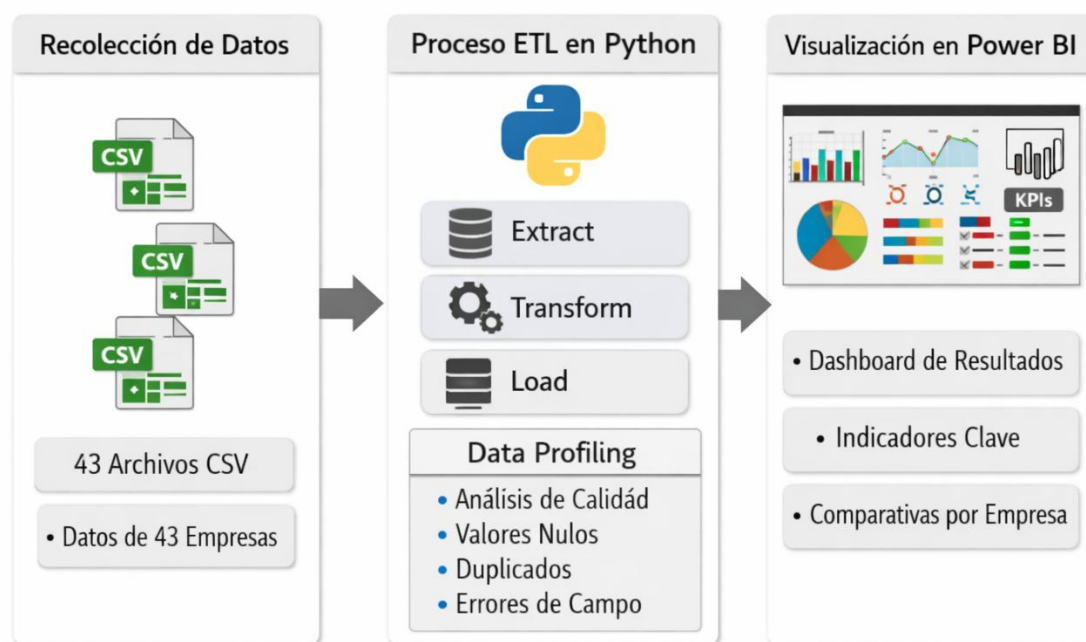 Recolección de Datos
CSV
CSV
CSV
43 Archivos CSV
• Datos de 43 Empresas
Proceso ETL en Python
Extract
Transform
Load
Data Profiling
• Análisis de Calidád
• Valores Nulos
• Duplicados
• Errores de Campo
Visualización en Power BI
KPIs
• Dashboard de Resultados
• Indicadores Clave
• Comparativas por Empresa